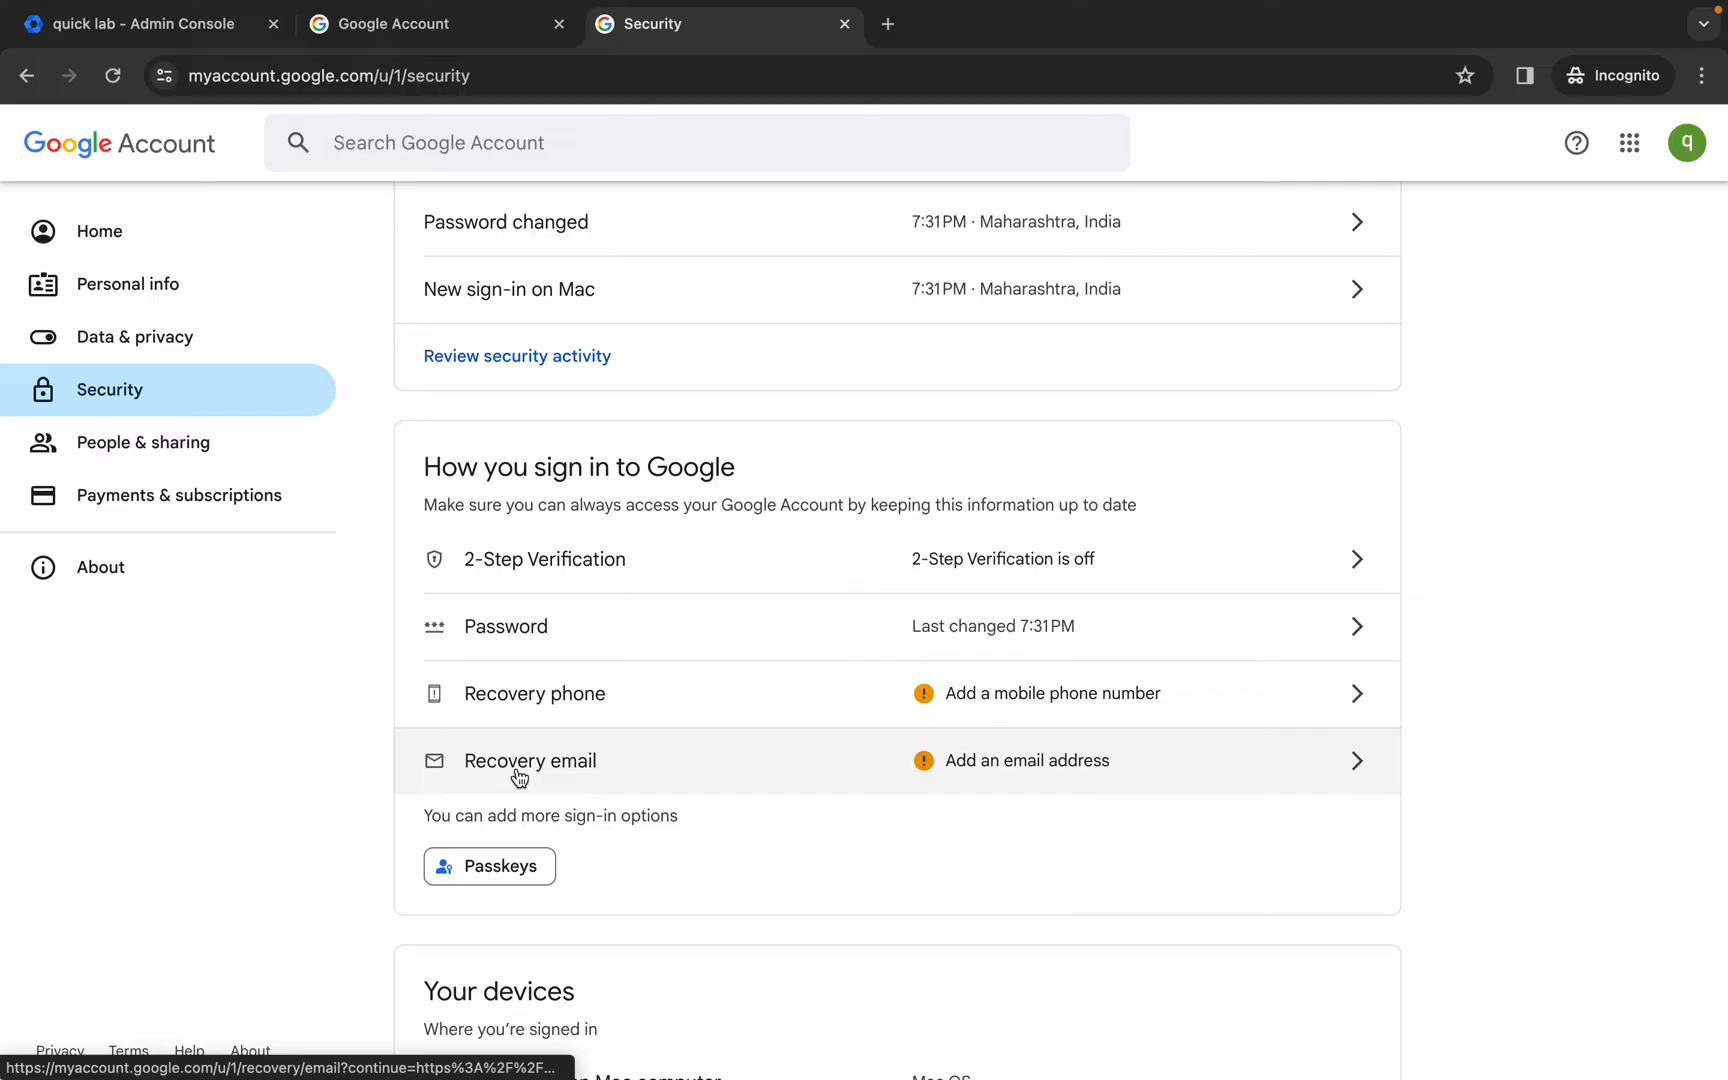 quick lab - Admin Console
Google Account
Security
myaccount.google.com/u/1/security
Incognito
Google Account
Search Google Account
q
Home
Personal info
Data & privacy
Security
People & sharing
Payments & subscriptions
About
Password changed
7:31 PM · Maharashtra, India
New sign-in on Mac
7:31 PM · Maharashtra, India
Review security activity
How you sign in to Google
Make sure you can always access your Google Account by keeping this information up to date
2-Step Verification
2-Step Verification is off
Password
Last changed 7:31 PM
Recovery phone
Add a mobile phone number
Recovery email
Add an email address
You can add more sign-in options
Passkeys
Your devices
Where you're signed in
Privacy Terms Help About
https://myaccount.google.com/u/1/recovery/email?continue=https%3A%2F%2F...